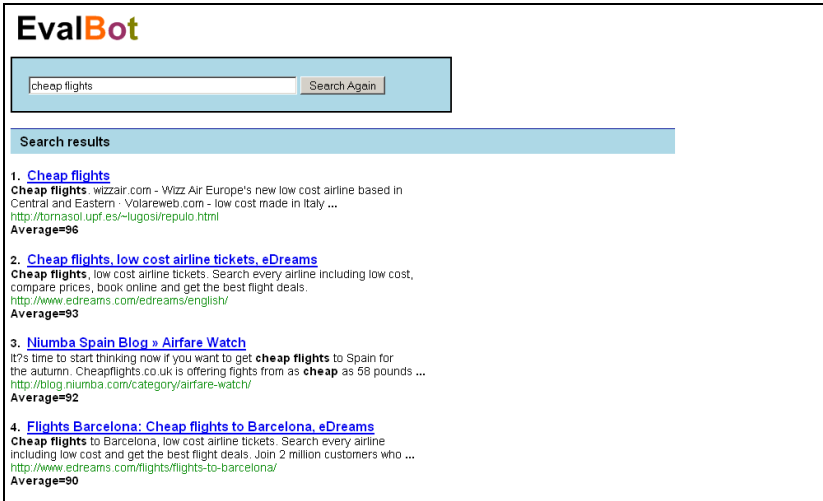 EvalBot
cheap flights Search Again
Search results
1. Cheap flights
Cheap flights. wizzair.com - Wizz Air Europe's new low cost airline based in
Central and Eastern · Volareweb.com - low cost made in Italy ...
http://tornasol.upf.es/~lugosi/repulo.html
Average=96
2. Cheap flights, low cost airline tickets, eDreams
Cheap flights, low cost airline tickets. Search every airline including low cost,
compare prices, book online and get the best flight deals.
http://www.edreams.com/edreams/english/
Average=93
3. Niumba Spain Blog » Airfare Watch
It?s time to start thinking now if you want to get cheap flights to Spain for
the autumn. Cheapflights.co.uk is offering fights from as cheap as 58 pounds ...
http://blog.niumba.com/category/airfare-watch/
Average=92
4. Flights Barcelona: Cheap flights to Barcelona, eDreams
Cheap flights to Barcelona, low cost airline tickets. Search every airline
including low cost and get the best flight deals. Join 2 million customers who ...
http://www.edreams.com/flights/flights-to-barcelona/
Average=90